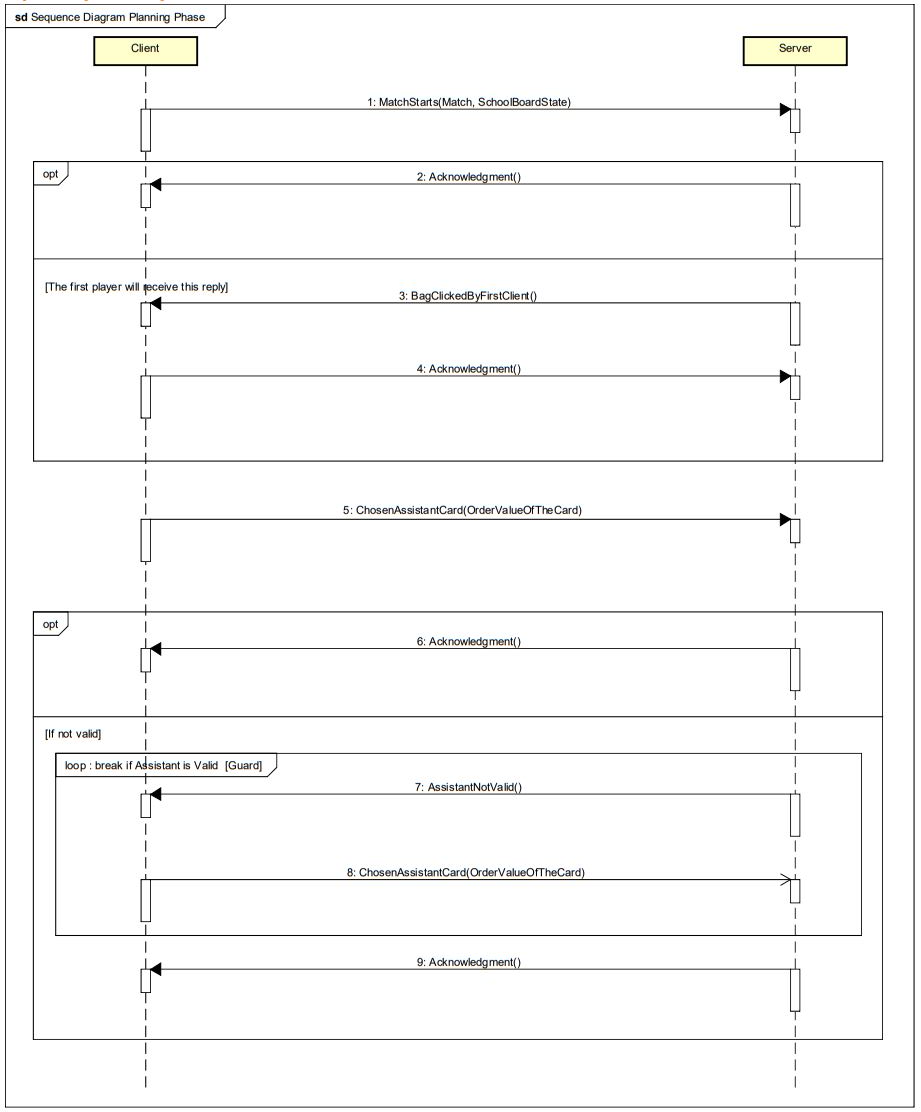 sd Sequence Diagram Planning Phase
Client
Server
1: MatchStarts(Match, SchoolBoardState)
opt
2: Acknowledgment()
[The first player will receive this reply]
3: BagClickedByFirstClient()
4: Acknowledgment()
5: ChosenAssistantCard(OrderValueOfTheCard)
opt
6: Acknowledgment()
[If not valid]
loop : break if Assistant is Valid [Guard]
7: AssistantNotValid()
8: ChosenAssistantCard(OrderValueOfTheCard)
9: Acknowledgment()